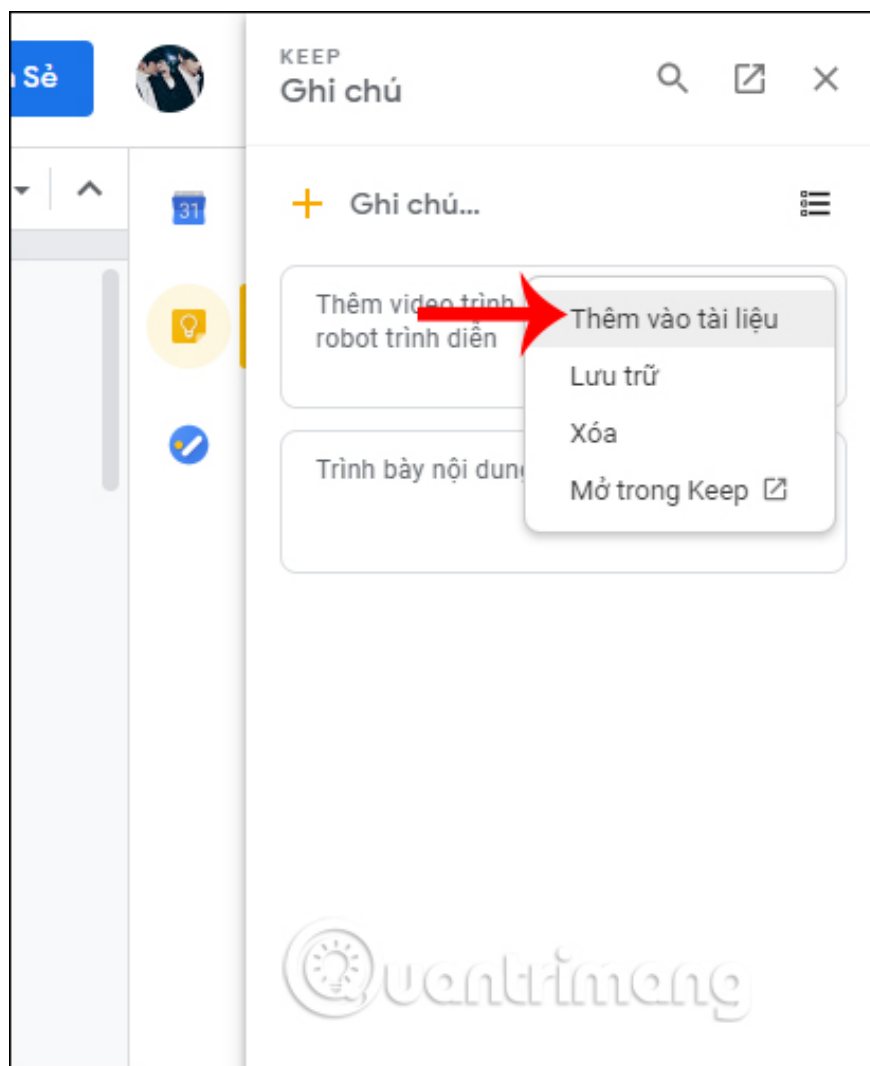 Sẻ
KEEP
Ghi chú
31
Ghi chú...
Thêm video trình
robot trình diễn
Thêm vào tài liệu
Lưu trữ
Xóa
Mở trong Keep
Trình bày nội dung
Quantrimang